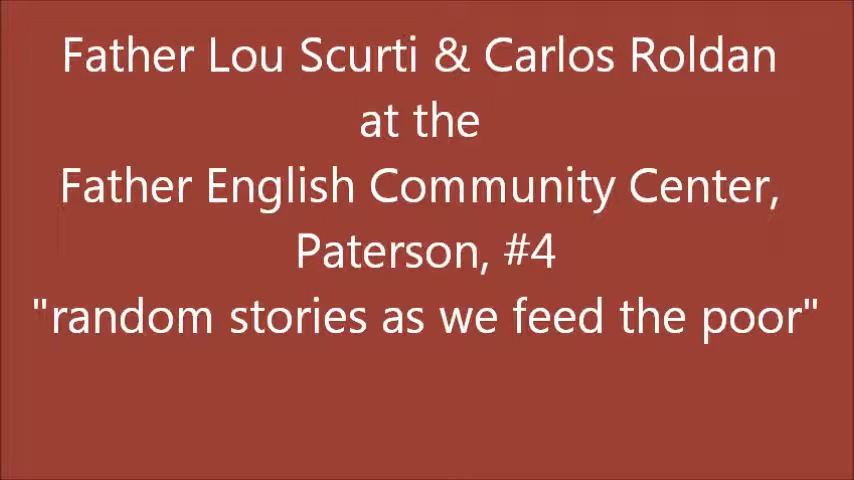 Father Lou Scurti & Carlos Roldan
at the
Father English Community Center,
Paterson, #4
"random stories as we feed the poor"